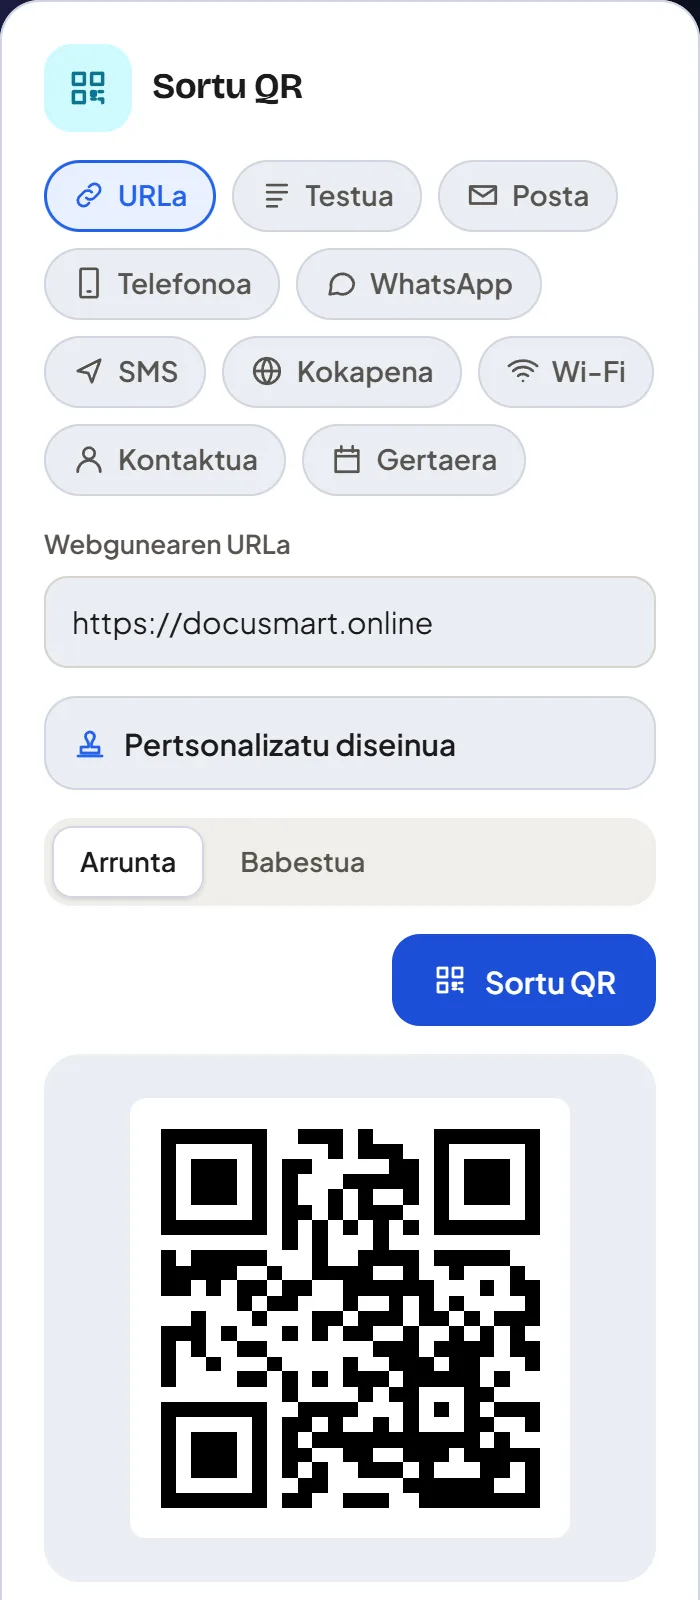 Sortu QR
URLa Testua Posta
Telefonoa WhatsApp
SMS Kokapena Wi-Fi
Kontaktua Gertaera
Webgunearen URLa
https://docusmart.online
Pertsonalizatu diseinua
Arrunta Babestua
Sortu QR